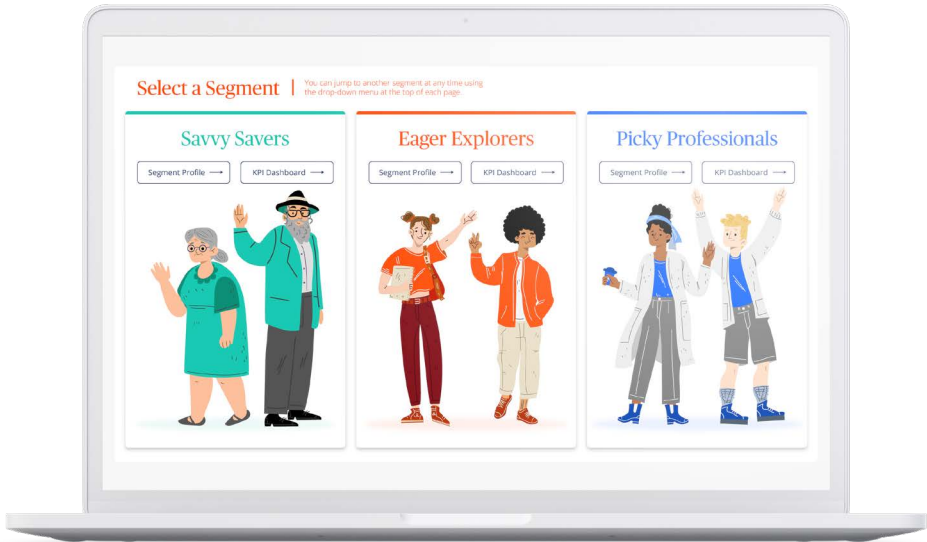 Select a Segment
You can jump to another segment at any time using
the drop-down menu at the top of each page.
Savvy Savers
Segment Profile
KPI Dashboard
Eager Explorers
Segment Profile
KPI Dashboard
Picky Professionals
Segment Profile
KPI Dashboard